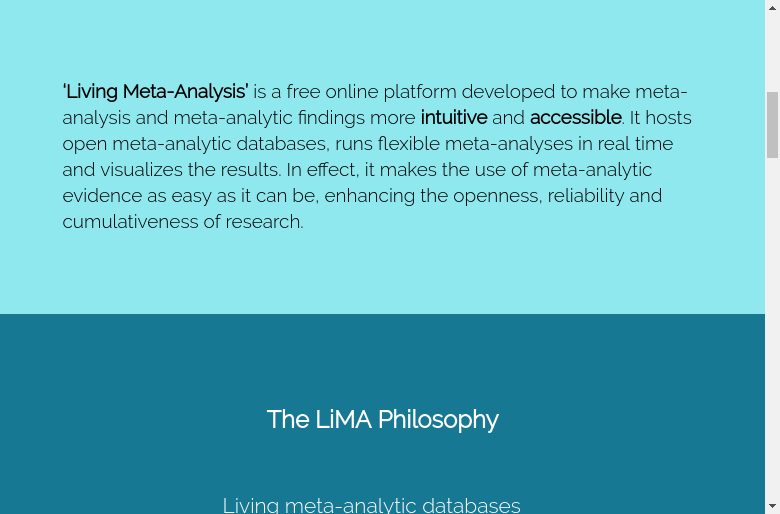 ‘Living Meta-Analysis’ is a free online platform developed to make meta-
analysis and meta-analytic findings more intuitive and accessible. It hosts
open meta-analytic databases, runs flexible meta-analyses in real time
and visualizes the results. In effect, it makes the use of meta-analytic
evidence as easy as it can be, enhancing the openness, reliability and
cumulativeness of research.
The LiMA Philosophy
Living meta-analytic databases